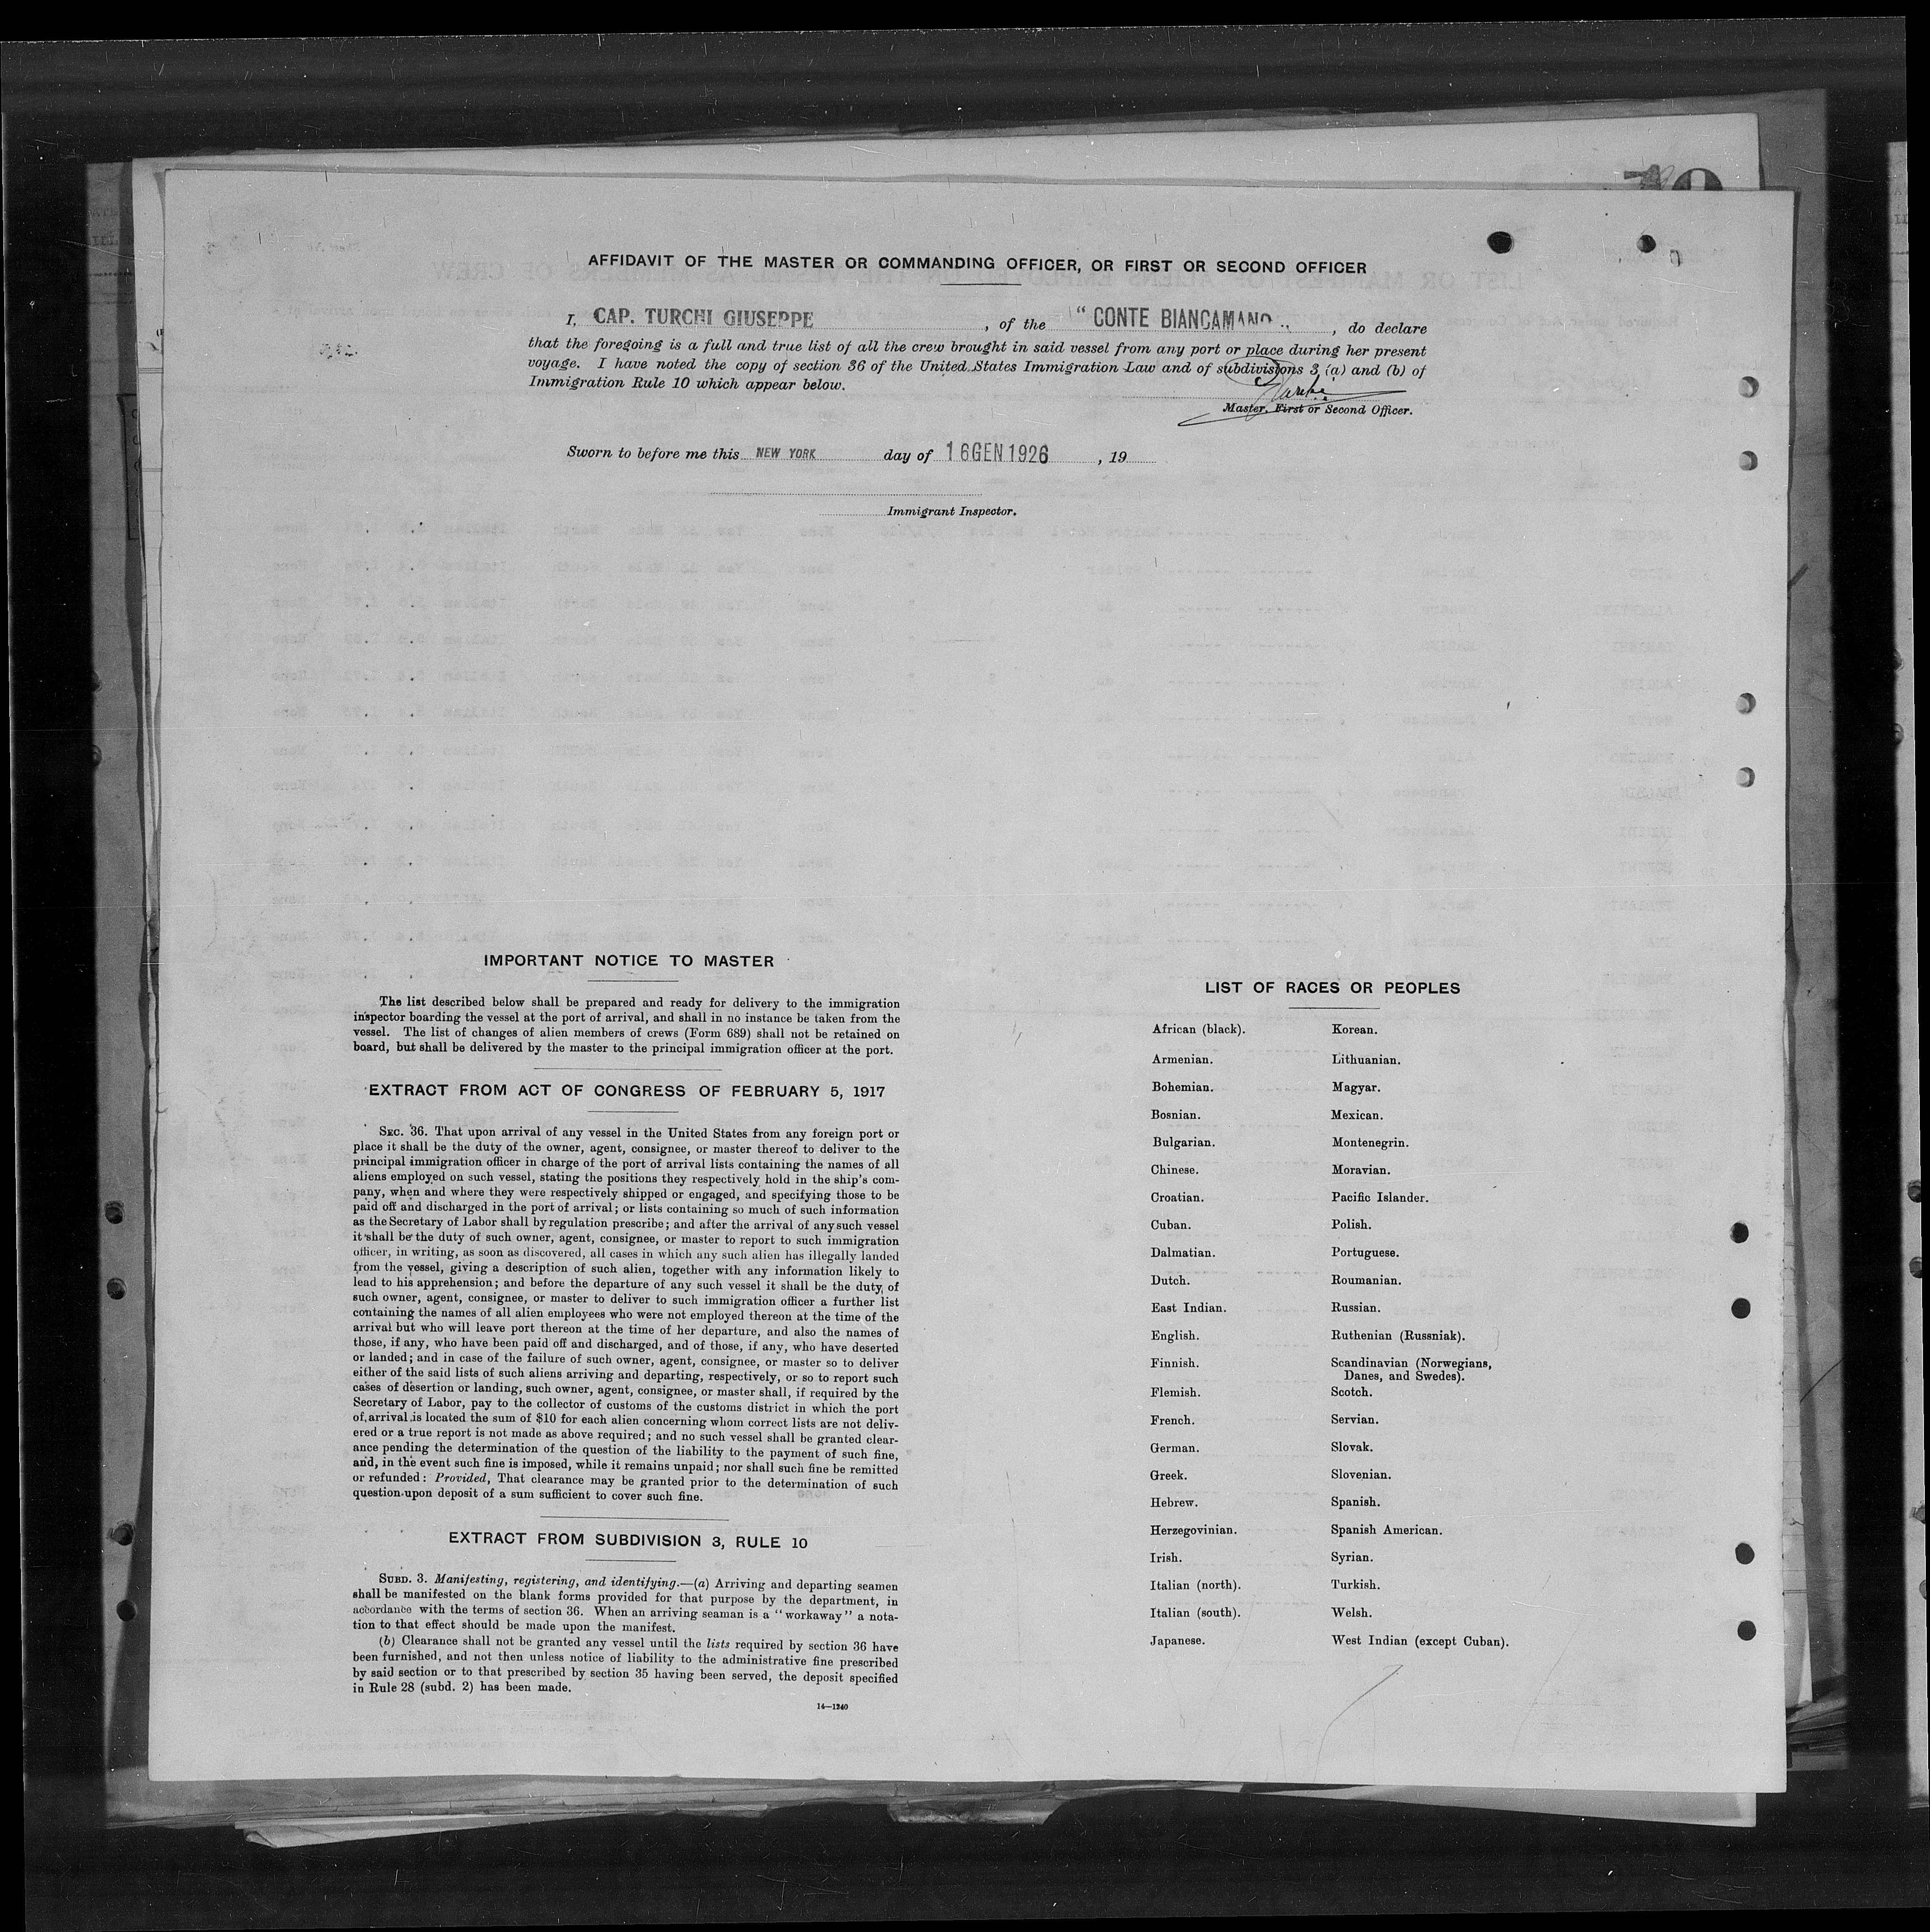 AFFIDAVIT OF THE MASTER OR COMMANDING OFFICER, OR FIRST OR SECOND OFFICER
I, CAP. TURCHI GIUSEPPE , of the "CONTE BIANCAMANO" , do declare
that the foregoing is a full and true list of all the crew brought in said vessel from any port or place during her present
voyage. I have noted the copy of section 36 of the United States Immigration Law and of subdivisions 3 (a) and (b) of
Immigration Rule 10 which appear below.
Turchi
Master, First or Second Officer.
Sworn to before me this NEW YORK day of 16 GEN 1926 , 19
Immigrant Inspector.
IMPORTANT NOTICE TO MASTER
The list described below shall be prepared and ready for delivery to the immigration
inspector boarding the vessel at the port of arrival, and shall in no instance be taken from the
vessel. The list of changes of alien members of crews (Form 689) shall not be retained on
board, but shall be delivered by the master to the principal immigration officer at the port.
EXTRACT FROM ACT OF CONGRESS OF FEBRUARY 5, 1917
SEC. 36. That upon arrival of any vessel in the United States from any foreign port or
place it shall be the duty of the owner, agent, consignee, or master thereof to deliver to the
principal immigration officer in charge of the port of arrival lists containing the names of all
aliens employed on such vessel, stating the positions they respectively hold in the ship's com-
pany, when and where they were respectively shipped or engaged, and specifying those to be
paid off and discharged in the port of arrival; or lists containing so much of such information
as the Secretary of Labor shall by regulation prescribe; and after the arrival of any such vessel
it shall be the duty of such owner, agent, consignee, or master to report to such immigration
officer, in writing, as soon as discovered, all cases in which any such alien has illegally landed
from the vessel, giving a description of such alien, together with any information likely to
lead to his apprehension; and before the departure of any such vessel it shall be the duty of
such owner, agent, consignee, or master to deliver to such immigration officer a further list
containing the names of all alien employees who were not employed thereon at the time of the
arrival but who will leave port thereon at the time of her departure, and also the names of
those, if any, who have been paid off and discharged, and of those, if any, who have deserted
or landed; and in case of the failure of such owner, agent, consignee, or master so to deliver
either of the said lists of such aliens arriving and departing, respectively, or so to report such
cases of desertion or landing, such owner, agent, consignee, or master shall, if required by the
Secretary of Labor, pay to the collector of customs of the customs district in which the port
of arrival is located the sum of $10 for each alien concerning whom correct lists are not deliv-
ered or a true report is not made as above required; and no such vessel shall be granted clear-
ance pending the determination of the question of the liability to the payment of such fine,
and, in the event such fine is imposed, while it remains unpaid; nor shall such fine be remitted
or refunded: Provided, That clearance may be granted prior to the determination of such
question upon deposit of a sum sufficient to cover such fine.
EXTRACT FROM SUBDIVISION 3, RULE 10
SUBD. 3. Manifesting, registering, and identifying.—(a) Arriving and departing seamen
shall be manifested on the blank forms provided for that purpose by the department, in
accordance with the terms of section 36. When an arriving seaman is a "workaway" a nota-
tion to that effect should be made upon the manifest.
(b) Clearance shall not be granted any vessel until the lists required by section 36 have
been furnished, and not then unless notice of liability to the administrative fine prescribed
by said section or to that prescribed by section 35 having been served, the deposit specified
in Rule 28 (subd. 2) has been made.
14—1240
LIST OF RACES OR PEOPLES
African (black). Korean.
Armenian. Lithuanian.
Bohemian. Magyar.
Bosnian. Mexican.
Bulgarian. Montenegrin.
Chinese. Moravian.
Croatian. Pacific Islander.
Cuban. Polish.
Dalmatian. Portuguese.
Dutch. Roumanian.
East Indian. Russian.
English. Ruthenian (Russniak).
Finnish. Scandinavian (Norwegians,
Danes, and Swedes).
Flemish. Scotch.
French. Servian.
German. Slovak.
Greek. Slovenian.
Hebrew. Spanish.
Herzegovinian. Spanish American.
Irish. Syrian.
Italian (north). Turkish.
Italian (south). Welsh.
Japanese. West Indian (except Cuban).